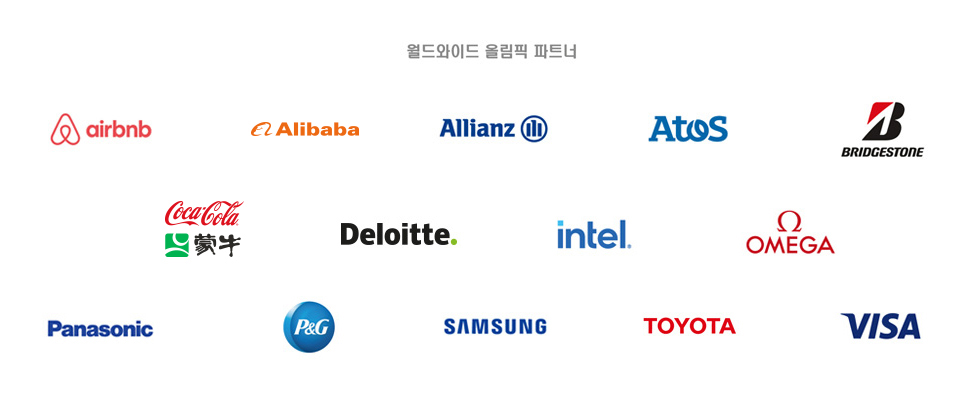 월드와이드 올림픽 파트너
airbnb
Alibaba
Allianz
Atos
BRIDGESTONE
Coca-Cola
蒙牛
Deloitte.
intel.
OMEGA
Panasonic
P&G
SAMSUNG
TOYOTA
VISA